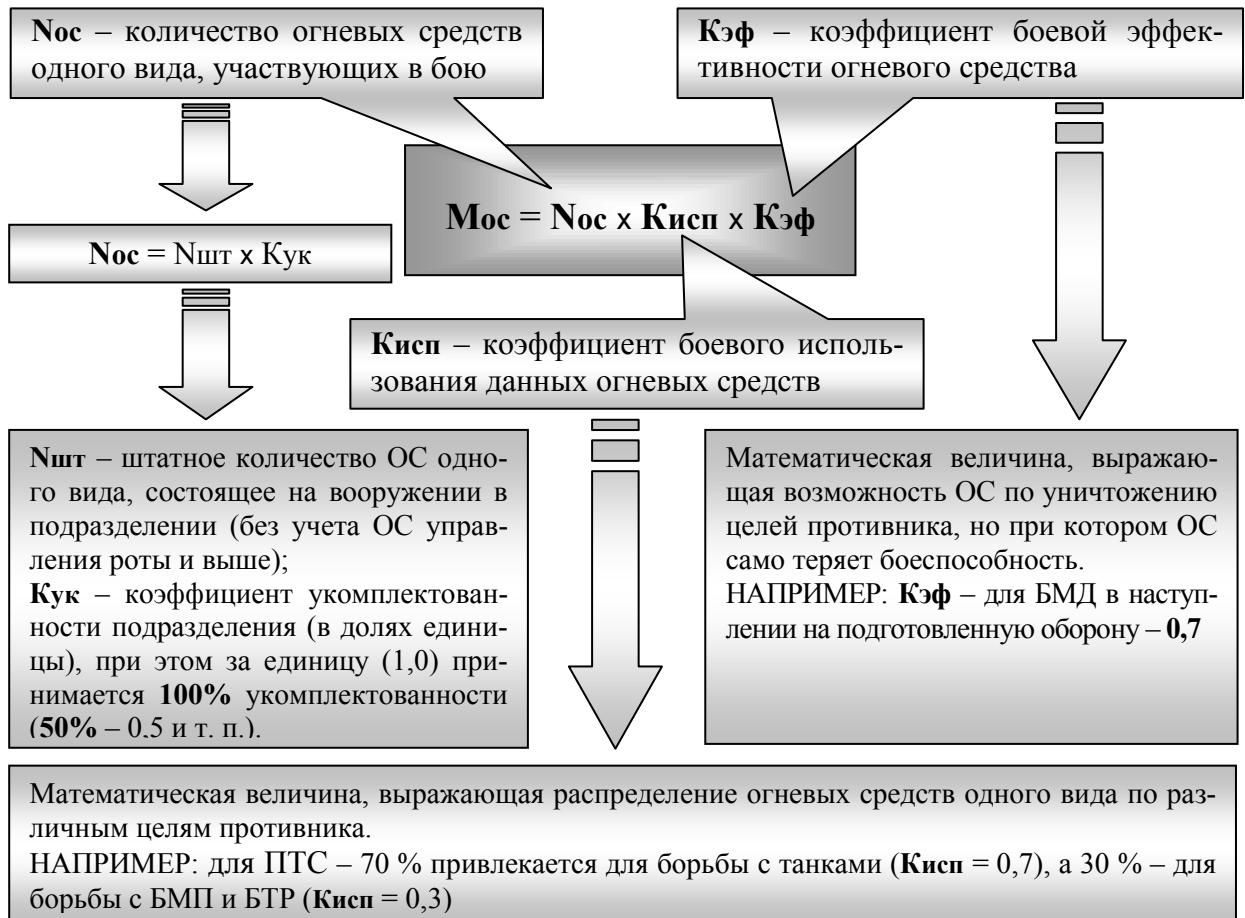 Nос – количество огневых средств
одного вида, участвующих в бою
Кэф – коэффициент боевой эффек-
тивности огневого средства
Мос = Nос x Кисп x Кэф
Nос = Nшт x Кук
Кисп – коэффициент боевого исполь-
зования данных огневых средств
Nшт – штатное количество ОС одно-
го вида, состоящее на вооружении в
подразделении (без учета ОС управ-
ления роты и выше);
Кук – коэффициент укомплектован-
ности подразделения (в долях едини-
цы), при этом за единицу (1,0) при-
нимается 100% укомплектованности
(50% – 0,5 и т. п.).
Математическая величина, выражаю-
щая возможность ОС по уничтожению
целей противника, но при котором ОС
само теряет боеспособность.
НАПРИМЕР: Кэф – для БМД в наступ-
лении на подготовленную оборону – 0,7
Математическая величина, выражающая распределение огневых средств одного вида по раз-
личным целям противника.
НАПРИМЕР: для ПТС – 70 % привлекается для борьбы с танками (Кисп = 0,7), а 30 % – для
борьбы с БМП и БТР (Кисп = 0,3)